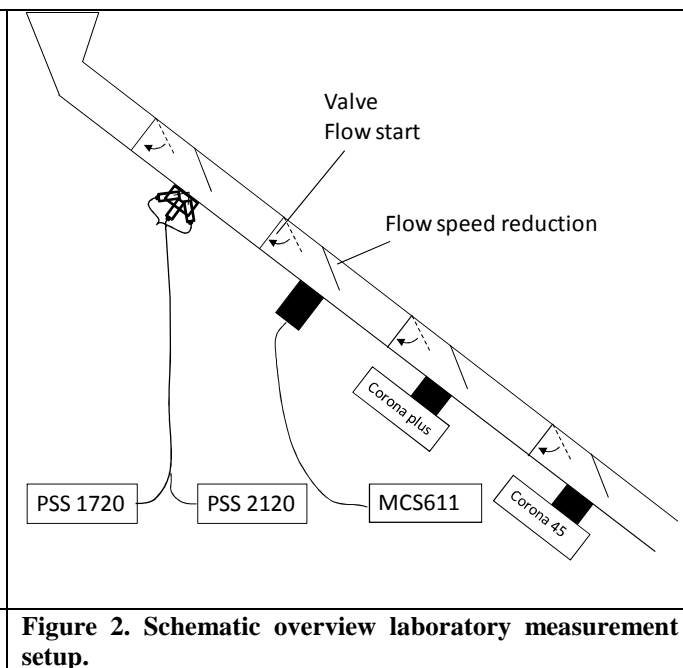 Valve
Flow start
Flow speed reduction
Corona plus
Corona 45
PSS 1720
PSS 2120
MCS611
Figure 2. Schematic overview laboratory measurement
setup.